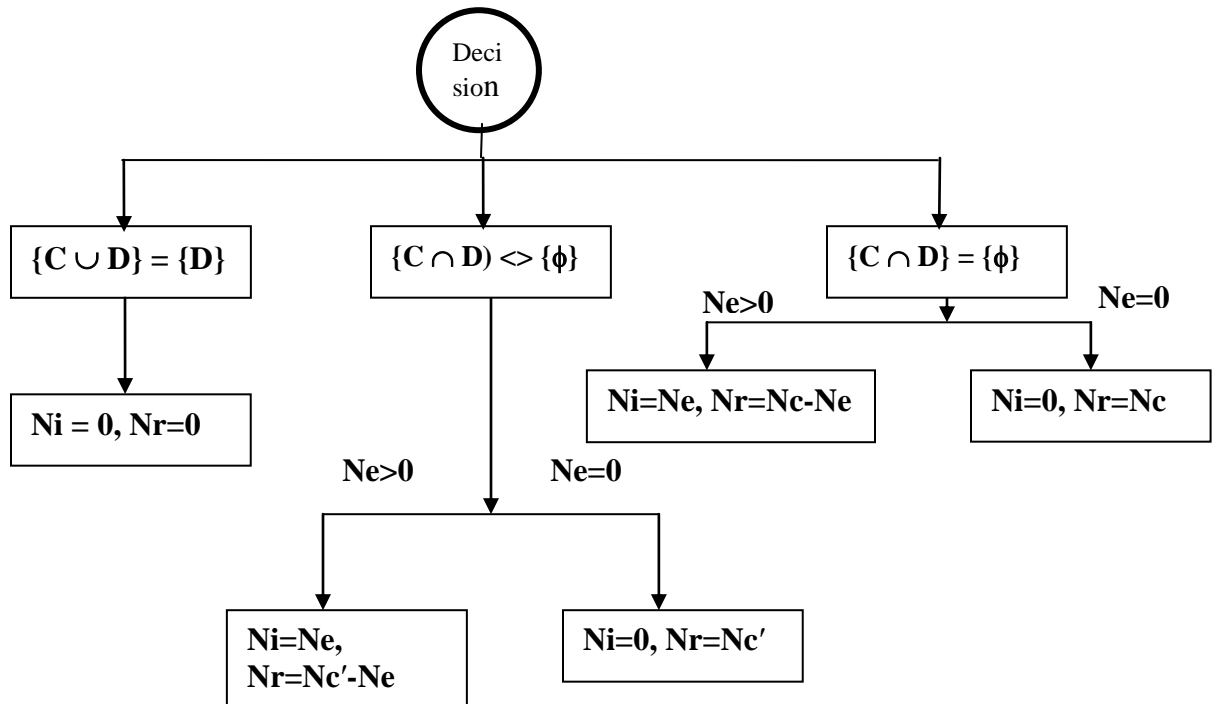 Deci
sion
{C ∪ D} = {D}
{C ∩ D) <> {ϕ}
{C ∩ D} = {ϕ}
Ne>0
Ne=0
Ni = 0, Nr=0
Ni=Ne, Nr=Nc-Ne
Ni=0, Nr=Nc
Ne>0
Ne=0
Ni=Ne,
Nr=Nc′-Ne
Ni=0, Nr=Nc′